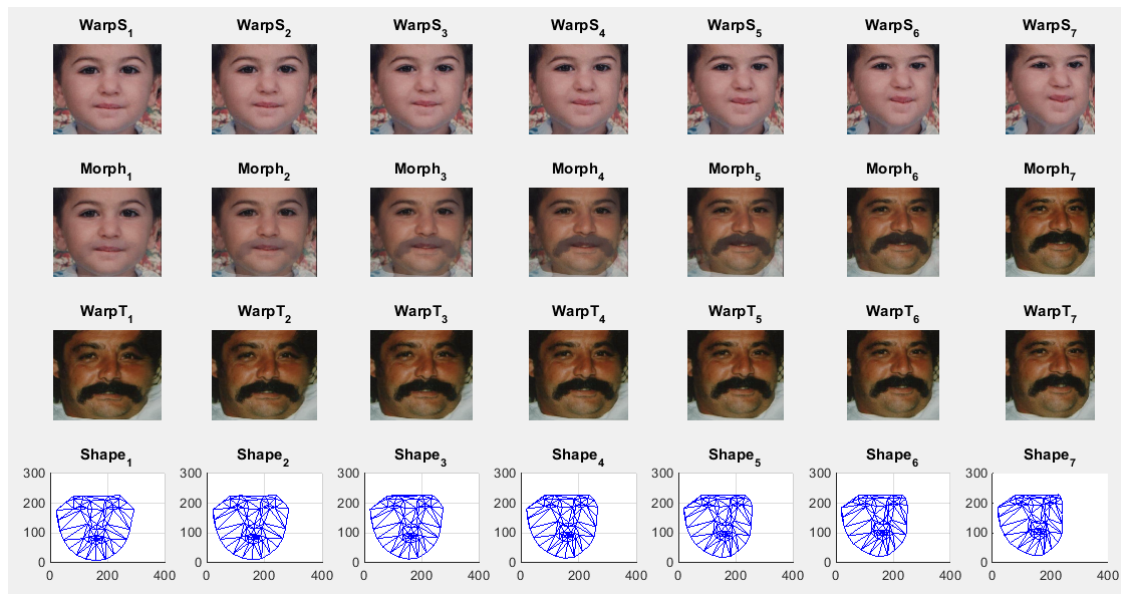 WarpS1 WarpS2 WarpS3 WarpS4 WarpS5 WarpS6 WarpS7
Morph1 Morph2 Morph3 Morph4 Morph5 Morph6 Morph7
WarpT1 WarpT2 WarpT3 WarpT4 WarpT5 WarpT6 WarpT7
Shape1 Shape2 Shape3 Shape4 Shape5 Shape6 Shape7
300 300 300 300 300 300 300
200 200 200 200 200 200 200
100 100 100 100 100 100 100
0 0 0 0 0 0 0
0 200 400 0 200 400 0 200 400 0 200 400 0 200 400 0 200 400 0 200 400